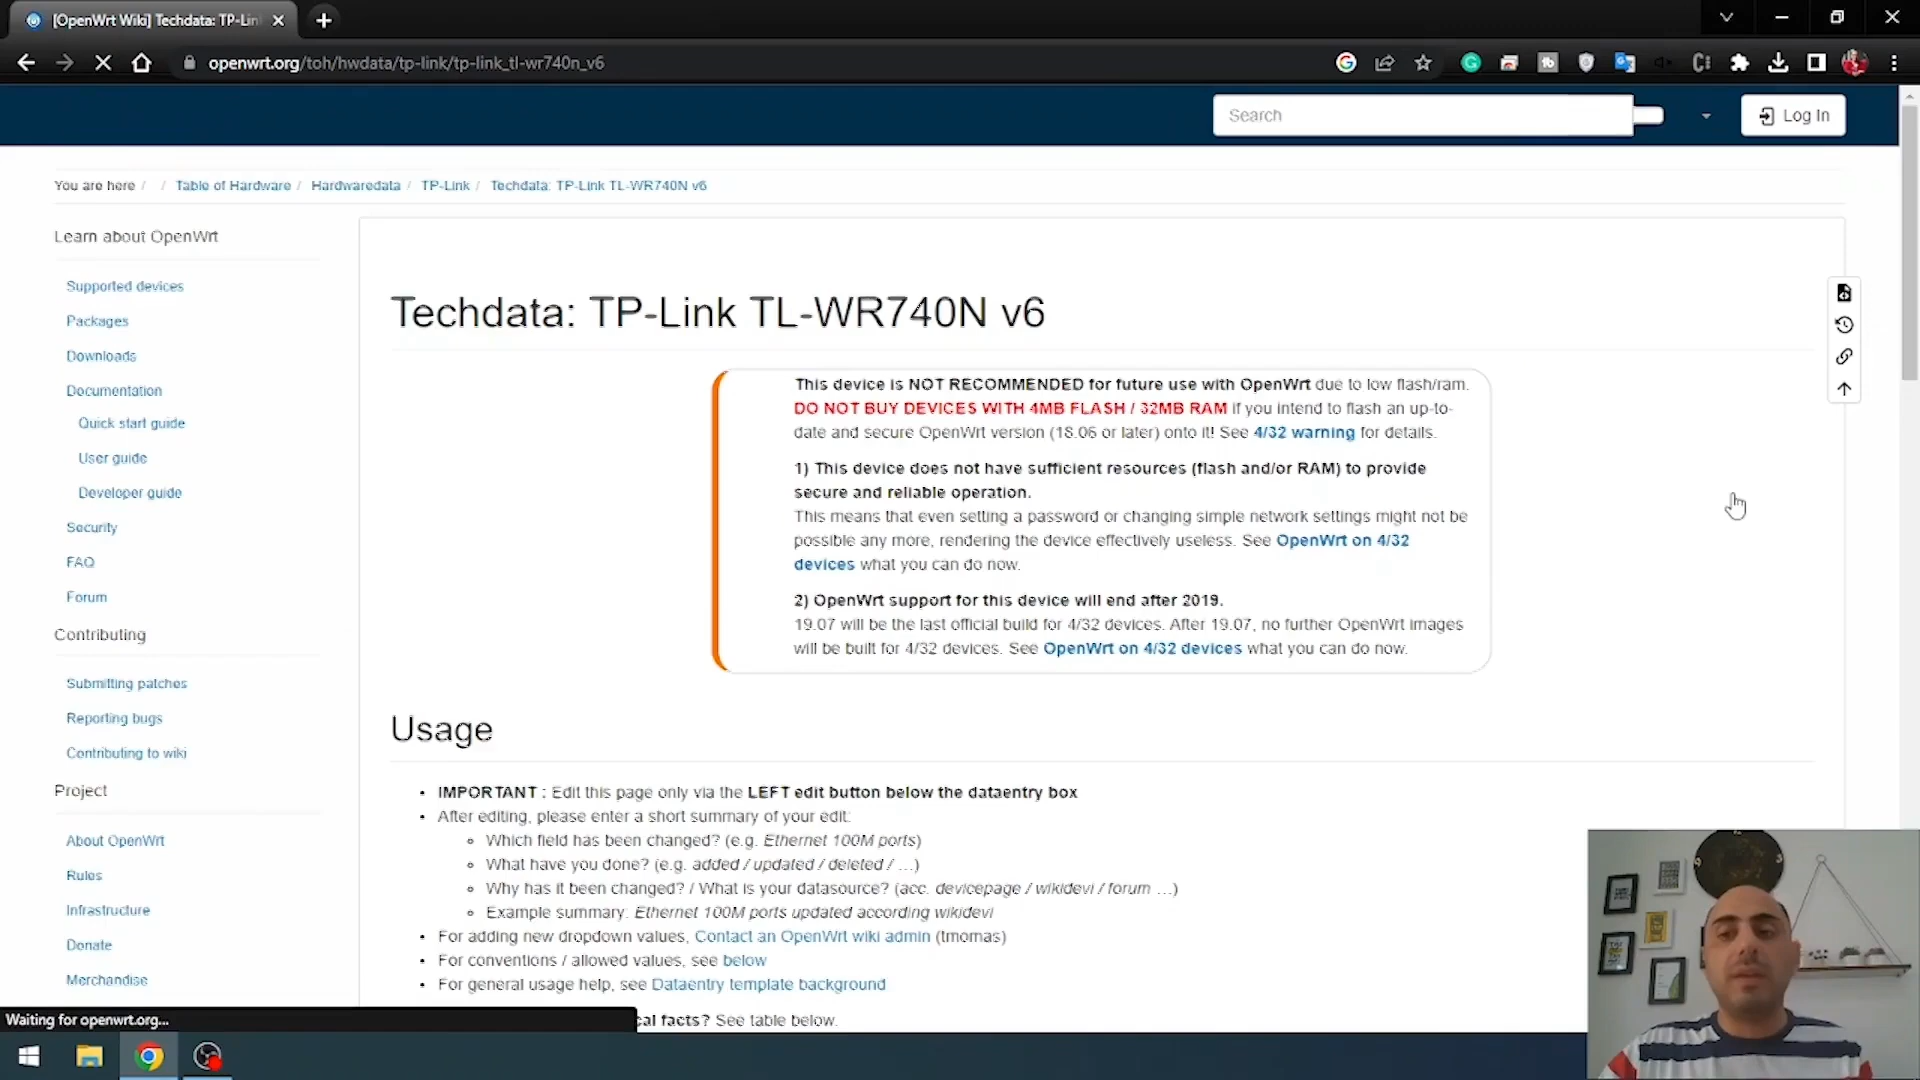 [OpenWrt Wiki] Techdata: TP-Lin
openwrt.org/toh/hwdata/tp-link/tp-link_tl-wr740n_v6
Search
Log In
You are here / / Table of Hardware / Hardwaredata / TP-Link / Techdata: TP-Link TL-WR740N v6
Learn about OpenWrt
Supported devices
Packages
Downloads
Documentation
Quick start guide
User guide
Developer guide
Security
FAQ
Forum
Contributing
Submitting patches
Reporting bugs
Contributing to wiki
Project
About OpenWrt
Rules
Infrastructure
Donate
Merchandise
Techdata: TP-Link TL-WR740N v6
This device is NOT RECOMMENDED for future use with OpenWrt due to low flash/ram.
DO NOT BUY DEVICES WITH 4MB FLASH / 32MB RAM if you intend to flash an up-to-
date and secure OpenWrt version (18.06 or later) onto it! See 4/32 warning for details.
1) This device does not have sufficient resources (flash and/or RAM) to provide
secure and reliable operation.
This means that even setting a password or changing simple network settings might not be
possible any more, rendering the device effectively useless. See OpenWrt on 4/32
devices what you can do now.
2) OpenWrt support for this device will end after 2019.
19.07 will be the last official build for 4/32 devices. After 19.07, no further OpenWrt images
will be built for 4/32 devices. See OpenWrt on 4/32 devices what you can do now.
Usage
IMPORTANT : Edit this page only via the LEFT edit button below the dataentry box
After editing, please enter a short summary of your edit:
Which field has been changed? (e.g. Ethernet 100M ports)
What have you done? (e.g. added / updated / deleted / …)
Why has it been changed? / What is your datasource? (acc. devicepage / wikidevi / forum …)
Example summary: Ethernet 100M ports updated according wikidevi
For adding new dropdown values, Contact an OpenWrt wiki admin (tmomas)
For conventions / allowed values, see below
For general usage help, see Dataentry template background
cal facts? See table below.
Waiting for openwrt.org...